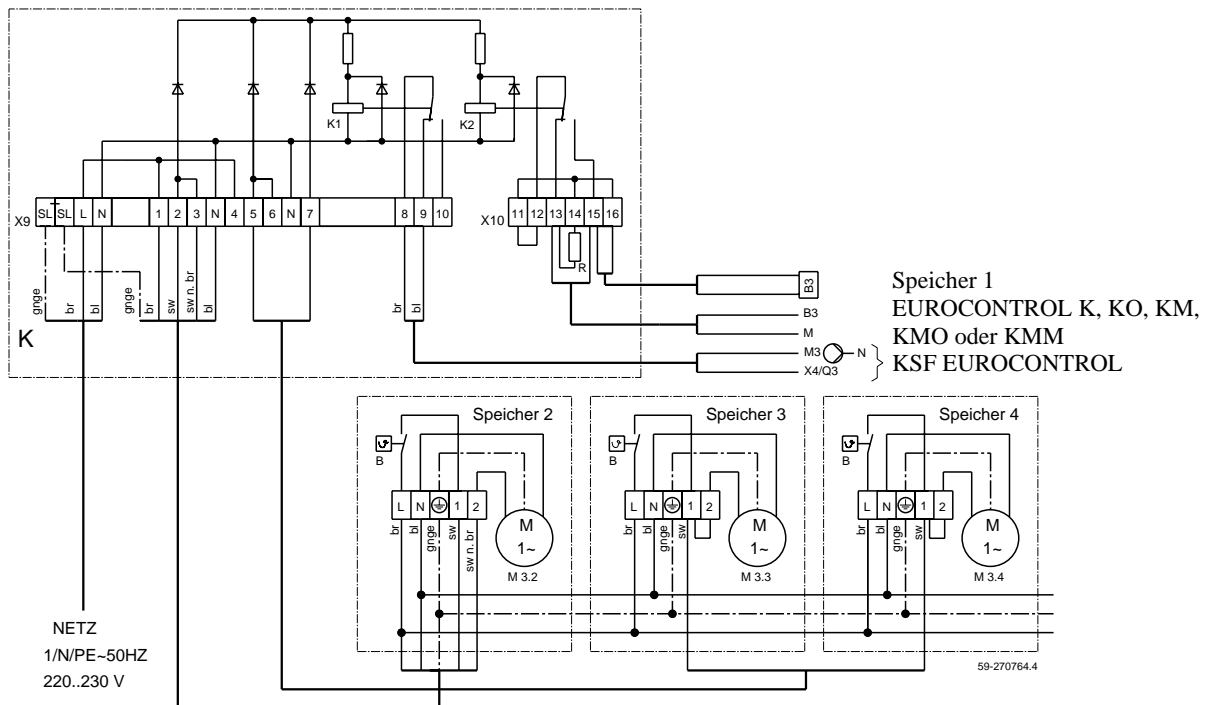 K1
K2
X9
SL
SL
L
N
1
2
3
N
4
5
6
N
7
8
9
10
X10
11
12
13
14
15
16
R
gnge
br
bl
gnge
br
sw
sw n. br
bl
br
bl
K
B3
B3
M
M3
N
X4/Q3
Speicher 1
EUROCONTROL K, KO, KM,
KMO oder KMM
KSF EUROCONTROL
Speicher 2
B
L
N
1
2
br
bl
gnge
sw
sw n. br
M
1~
M 3.2
Speicher 3
B
L
N
1
2
br
bl
gnge
sw
M
1~
M 3.3
Speicher 4
B
L
N
1
2
br
bl
gnge
sw
M
1~
M 3.4
59-270764.4
NETZ
1/N/PE~50HZ
220..230 V